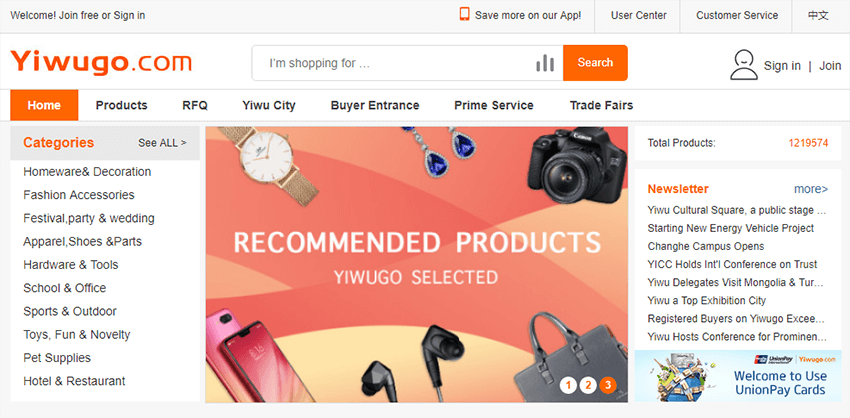 Welcome! Join free or Sign in
Save more on our App!
User Center
Customer Service
中文
Yiwugo.com
I'm shopping for ...
Search
Sign in | Join
Home
Products
RFQ
Yiwu City
Buyer Entrance
Prime Service
Trade Fairs
Categories
See ALL >
Homeware& Decoration
Fashion Accessories
Festival,party & wedding
Apparel,Shoes &Parts
Hardware & Tools
School & Office
Sports & Outdoor
Toys, Fun & Novelty
Pet Supplies
Hotel & Restaurant
Canon
RECOMMENDED PRODUCTS
YIWUGO SELECTED
1 2 3
Total Products: 1219574
Newsletter
more>
Yiwu Cultural Square, a public stage ...
Starting New Energy Vehicle Project
Changhe Campus Opens
YICC Holds Int'l Conference on Trust
Yiwu Delegates Visit Mongolia & Tur...
Yiwu a Top Exhibition City
Registered Buyers on Yiwugo Excee...
Yiwu Hosts Conference for Prominen...
UnionPay International | Yiwugo.com
Welcome to Use
UnionPay Cards